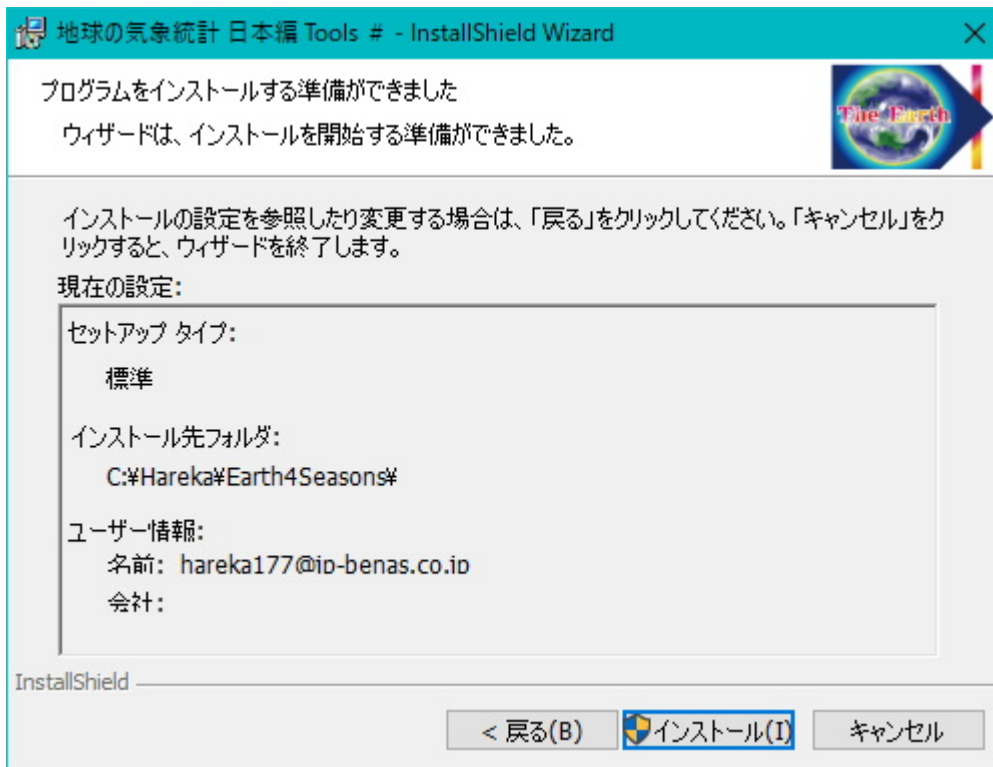 地球の気象統計 日本編 Tools # - InstallShield Wizard
プログラムをインストールする準備ができました
The Earth
ウィザードは、インストールを開始する準備ができました。
インストールの設定を参照したり変更する場合は、「戻る」をクリックしてください。「キャンセル」をク
リックすると、ウィザードを終了します。
現在の設定:
セットアップ タイプ:
標準
インストール先フォルダ:
C:¥Hareka¥Earth4Seasons¥
ユーザー情報:
名前: hareka177@jp-benas.co.jp
会社:
InstallShield
< 戻る(B)
インストール(I)
キャンセル